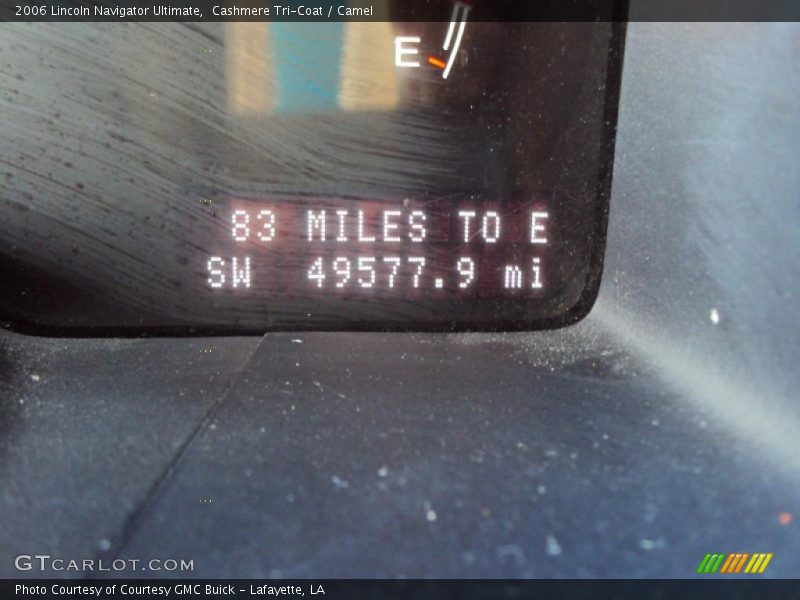 2006 Lincoln Navigator Ultimate,  Cashmere Tri-Coat / Camel
E
83 MILES TO E
SW 49577.9 mi
GTCARLOT.COM
Photo Courtesy of Courtesy GMC Buick - Lafayette, LA